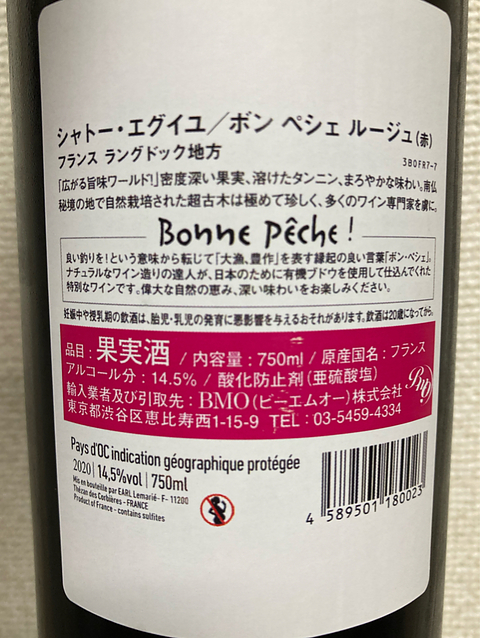 シャトー・エグイユ／ボン ペシェ ルージュ(赤)
フランス ラングドック地方
3B0FR7-7
「広がる旨味ワールド!」密度深い果実、溶けたタンニン、まろやかな味わい。南仏
秘境の地で自然栽培された超古木は極めて珍しく、多くのワイン専門家を虜に。
Bonne Pêche!
良い釣りを!という意味から転じて「大漁、豊作」を表す縁起の良い言葉「ボン・ペシェ」。
ナチュラルなワイン造りの達人が、日本のために有機ブドウを使用して仕込んでくれた
特別なワインです。偉大な自然の恵み、深い味わいをお楽しみください。
妊娠中や授乳期の飲酒は、胎児・乳児の発育に悪影響を与えるおそれがあります。飲酒は20歳になってから。
品目：果実酒 / 内容量：750ml / 原産国名：フランス
アルコール分：14.5% / 酸化防止剤（亜硫酸塩）
輸入業者及び引取先：BMO（ビーエムオー）株式会社
東京都渋谷区恵比寿西1-15-9 TEL：03-5459-4334
BMO
Pays d'OC indication géographique protégée
2020 | 14,5%vol | 750ml
Mis en bouteille par EARL Lemarié - F- 11200
Thézan des Corbières - FRANCE
Product of France - contains sulfites
4 589501 180023